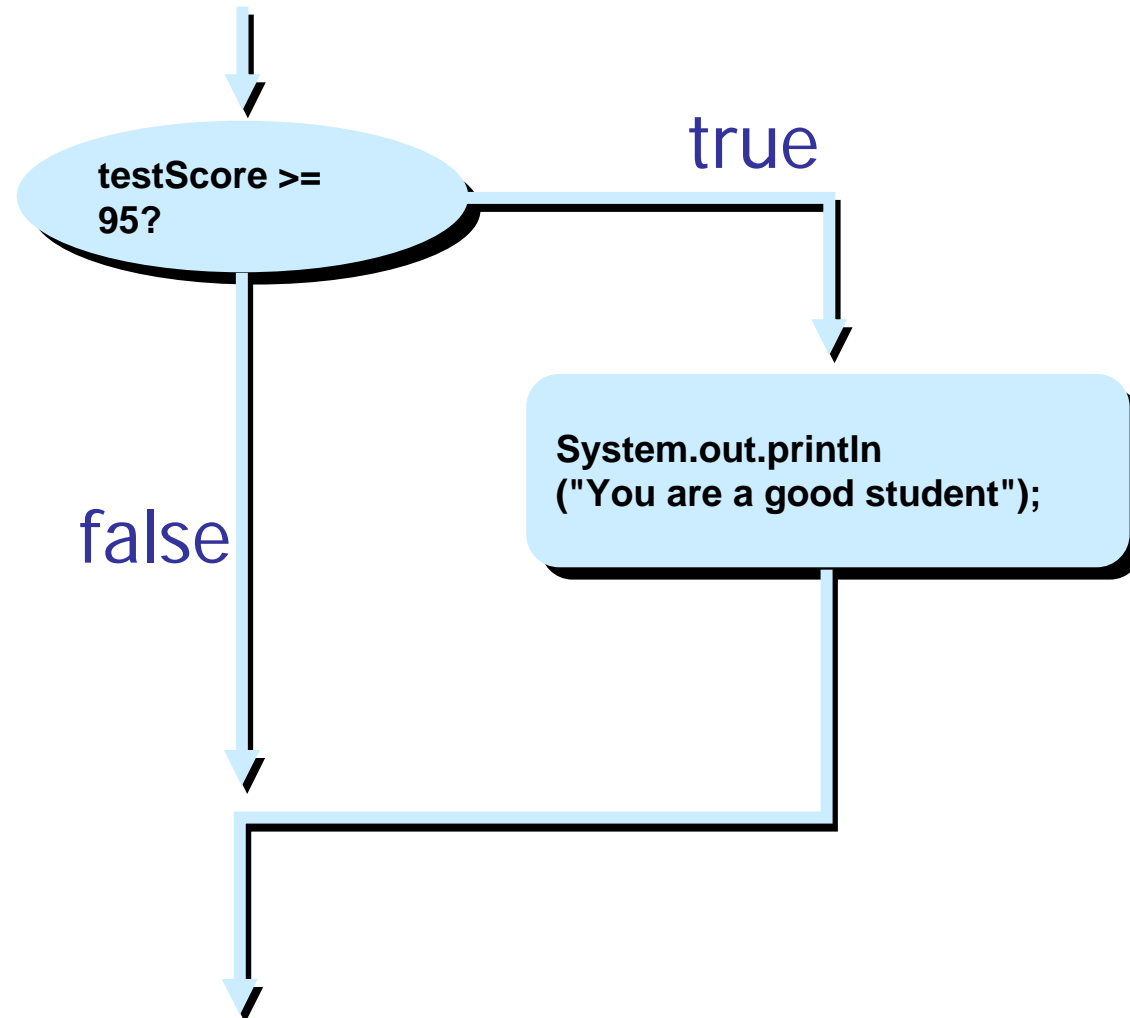 true
testScore >=
95?
System.out.println
("You are a good student");
false